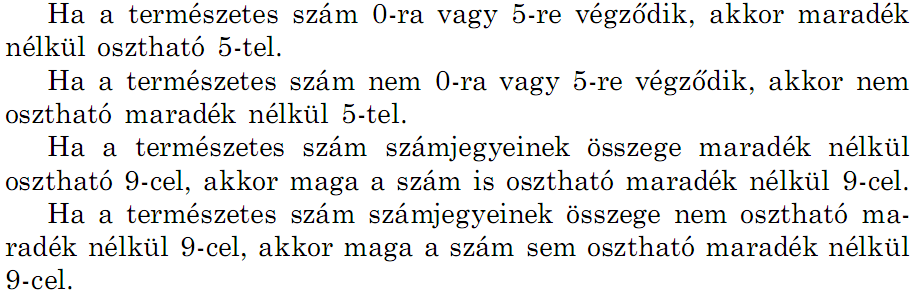 Ha a természetes szám 0-ra vagy 5-re végződik, akkor maradék
nélkül osztható 5-tel.
Ha a természetes szám nem 0-ra vagy 5-re végződik, akkor nem
osztható maradék nélkül 5-tel.
Ha a természetes szám számjegyeinek összege maradék nélkül
osztható 9-cel, akkor maga a szám is osztható maradék nélkül 9-cel.
Ha a természetes szám számjegyeinek összege nem osztható ma-
radék nélkül 9-cel, akkor maga a szám sem osztható maradék nélkül
9-cel.